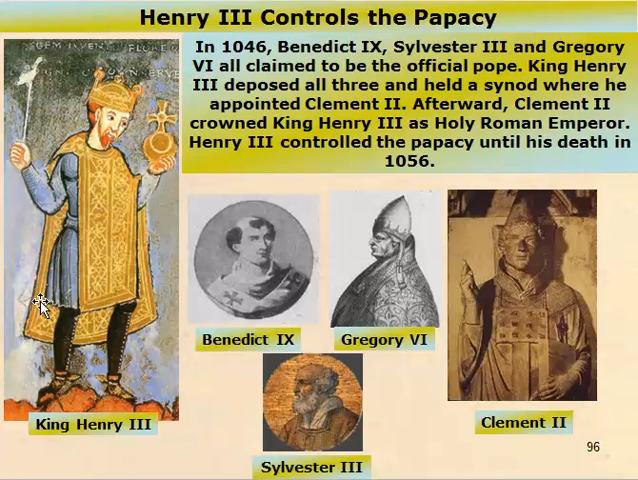 Henry III Controls the Papacy
In 1046, Benedict IX, Sylvester III and Gregory
VI all claimed to be the official pope. King Henry
III deposed all three and held a synod where he
appointed Clement II. Afterward, Clement II
crowned King Henry III as Holy Roman Emperor.
Henry III controlled the papacy until his death in
1056.
Benedict IX
Gregory VI
King Henry III
Clement II
Sylvester III
96